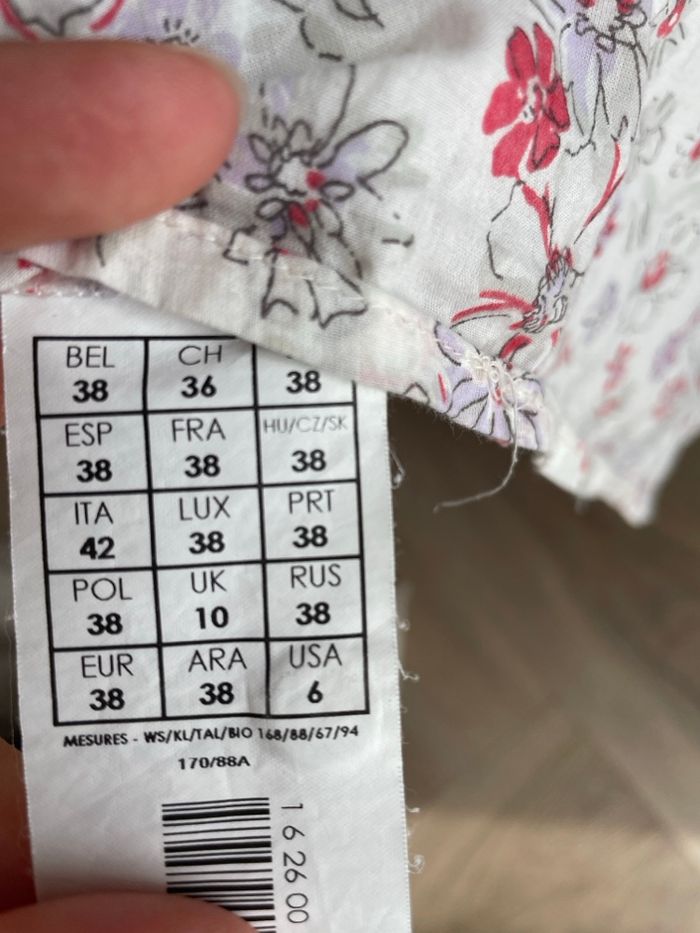 BEL CH
38 36 38
ESP FRA HU/CZ/SK
38 38 38
ITA LUX PRT
42 38 38
POL UK RUS
38 10 38
EUR ARA USA
38 38 6
MESURES - WS/KL/TAL/BIO 168/88/67/94
170/88A
1 6 26 00